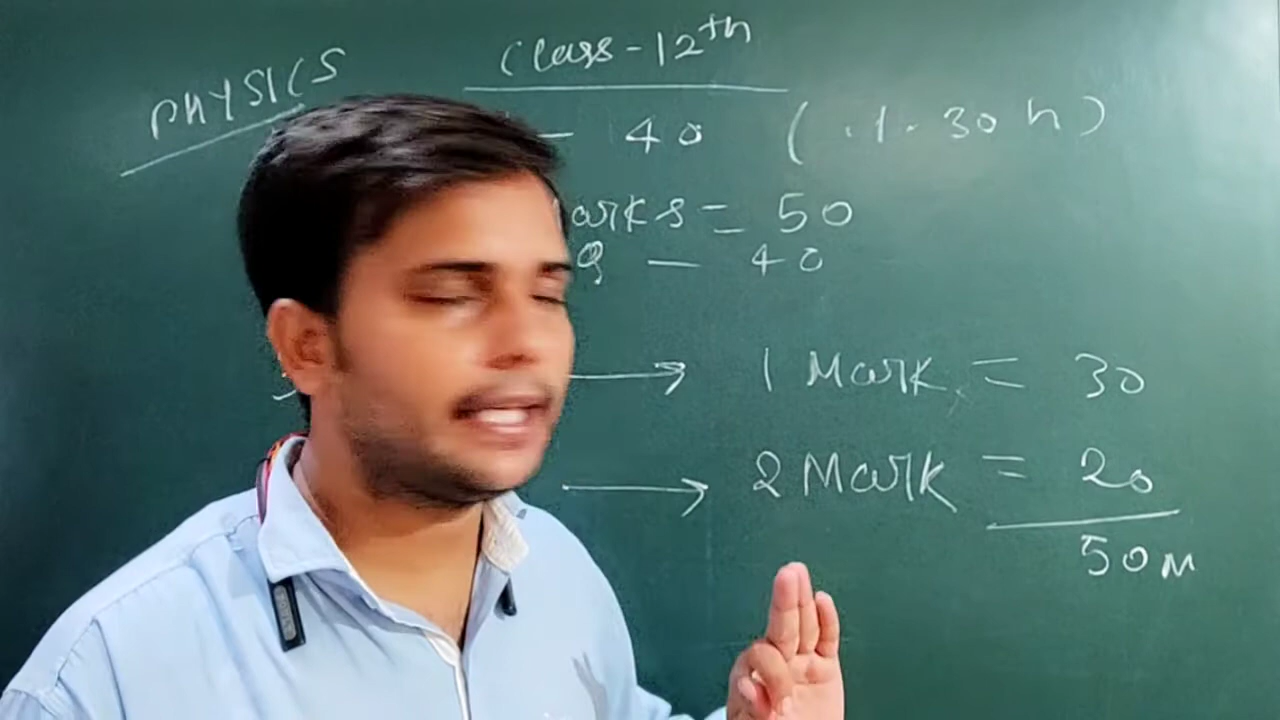 Class-12th
PHYSICS
— 40 ( 1.30 h )
arks = 50
Q — 40
→ 1 Mark = 30
→ 2 Mark = 20
50 M